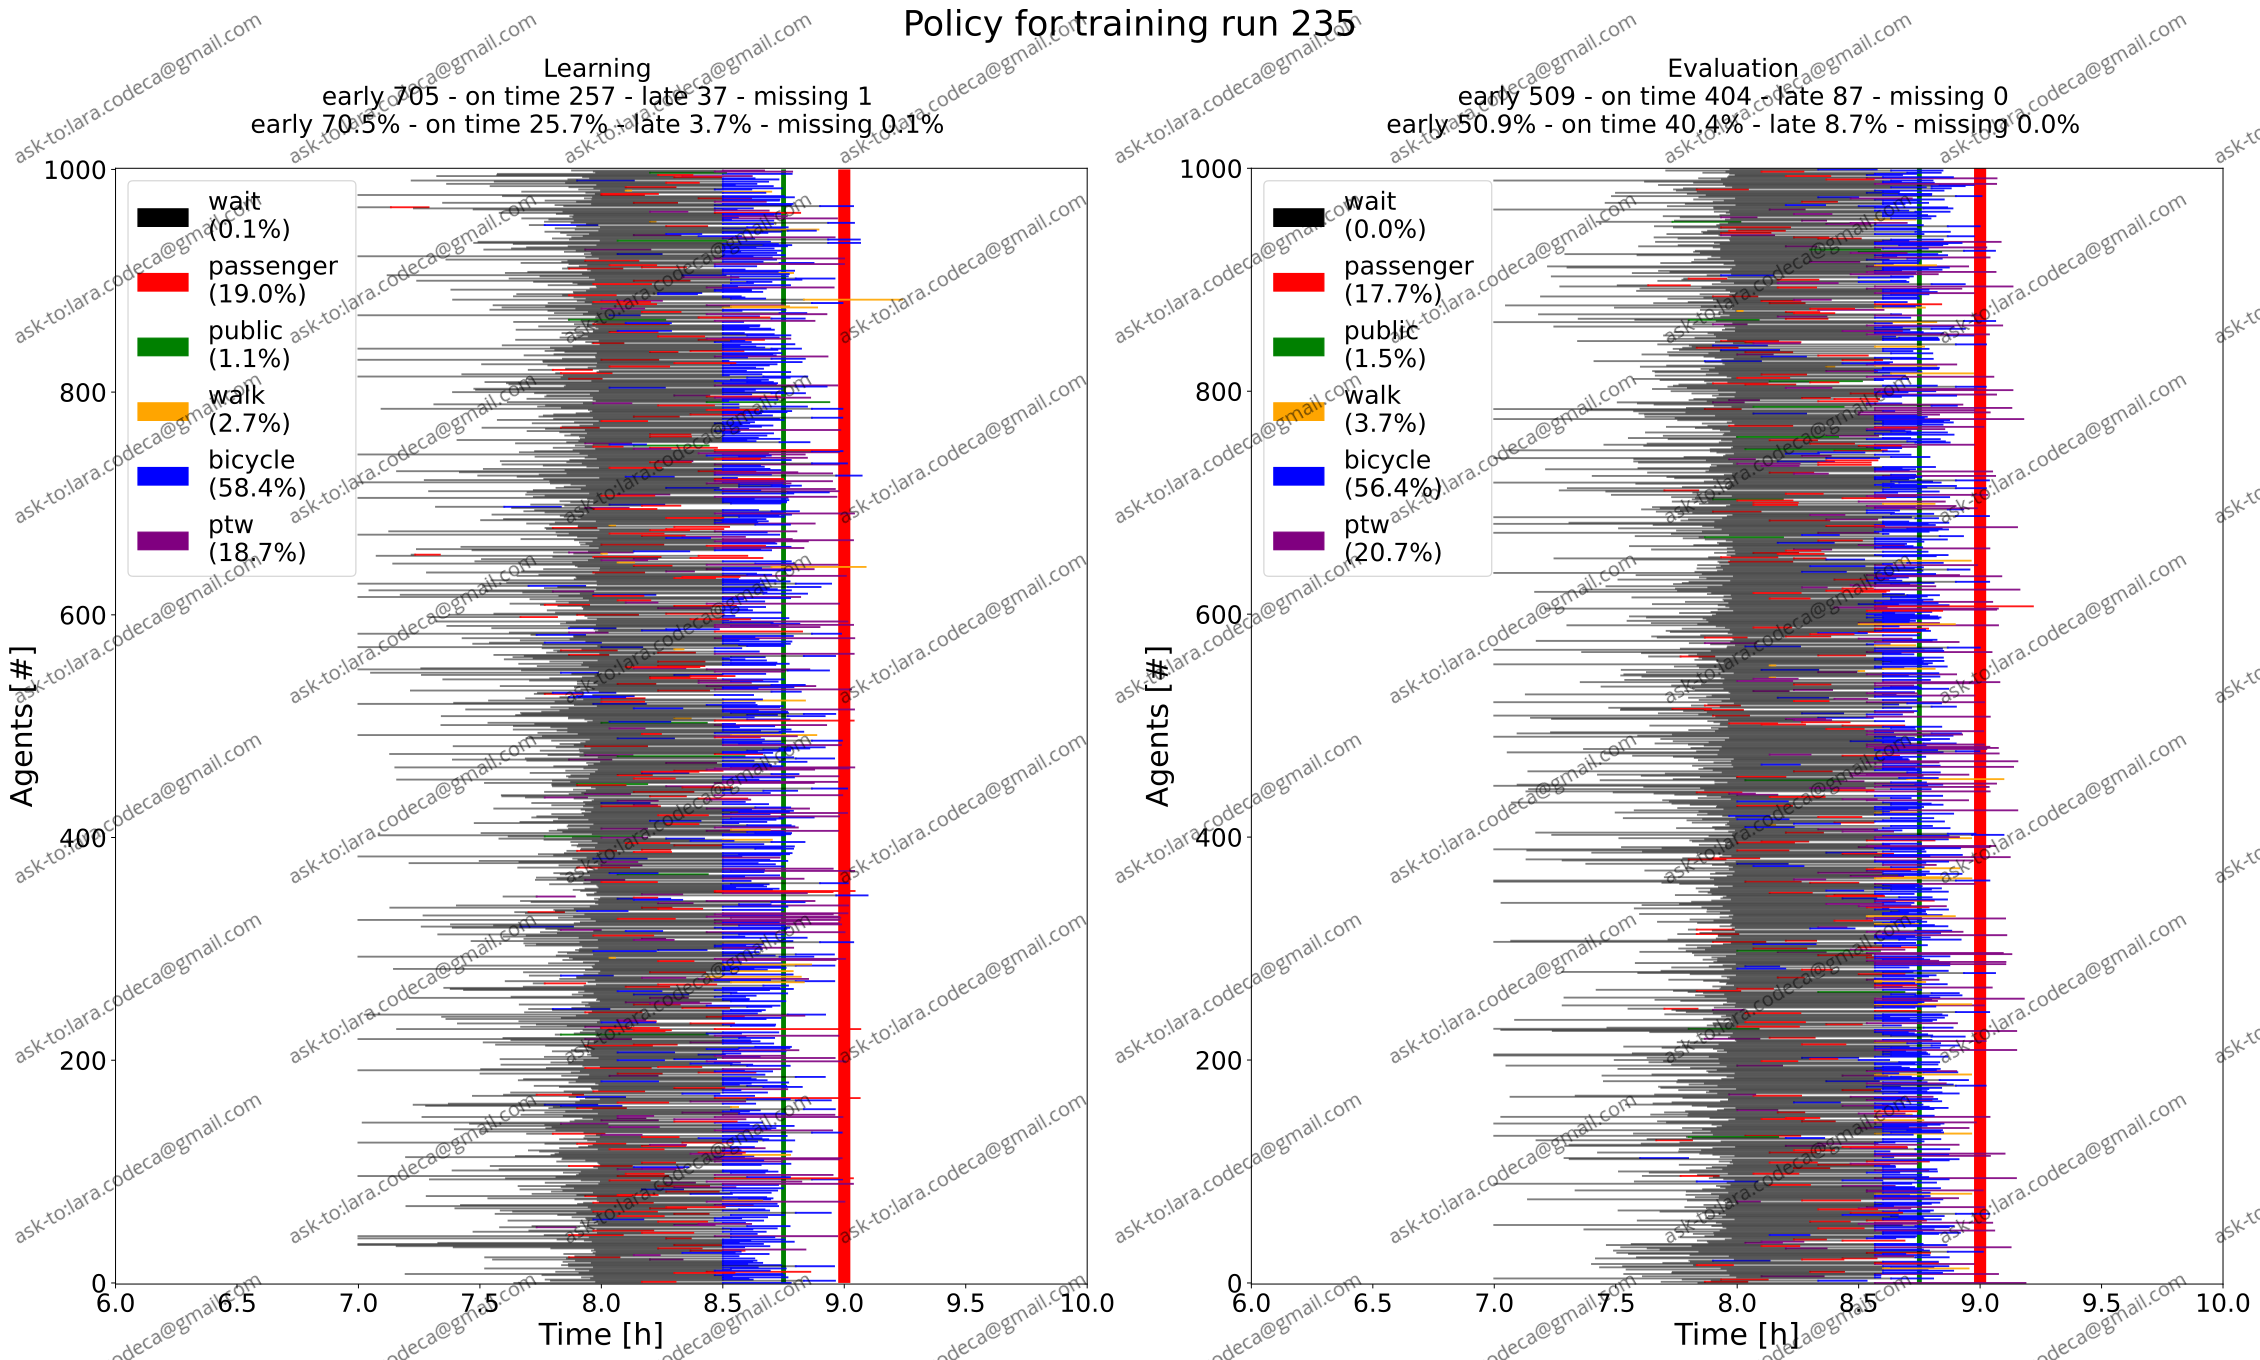 Policy for training run 235
Learning
early 705 - on time 257 - late 37 - missing 1
early 70.5% - on time 25.7% - late 3.7% - missing 0.1%
1000
800
600
400
200
0
Agents [#]
wait
(0.1%)
passenger
(19.0%)
public
(1.1%)
walk
(2.7%)
bicycle
(58.4%)
ptw
(18.7%)
6.0 6.5 7.0 7.5 8.0 8.5 9.0 9.5 10.0
Time [h]
Evaluation
early 509 - on time 404 - late 87 - missing 0
early 50.9% - on time 40.4% - late 8.7% - missing 0.0%
1000
800
600
400
200
0
Agents [#]
wait
(0.0%)
passenger
(17.7%)
public
(1.5%)
walk
(3.7%)
bicycle
(56.4%)
ptw
(20.7%)
6.0 6.5 7.0 7.5 8.0 8.5 9.0 9.5 10.0
Time [h]
ask-to:lara.codeca@gmail.com